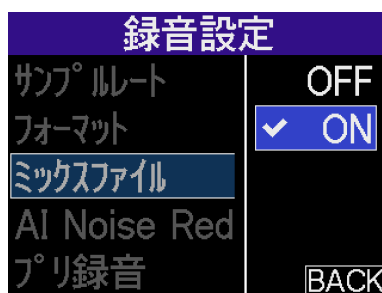 録音設定
サンプルレート
フォーマット
ミックスファイル
AI Noise Red
プリ録音
OFF
ON
BACK